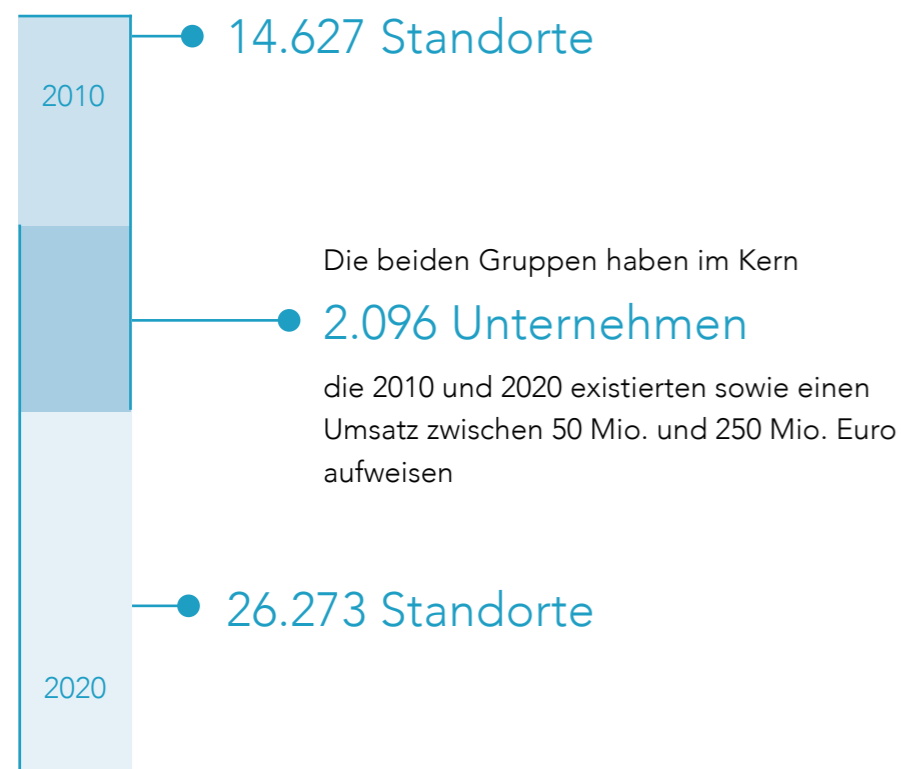 14.627 Standorte
2010
Die beiden Gruppen haben im Kern
2.096 Unternehmen
die 2010 und 2020 existierten sowie einen
Umsatz zwischen 50 Mio. und 250 Mio. Euro
aufweisen
26.273 Standorte
2020